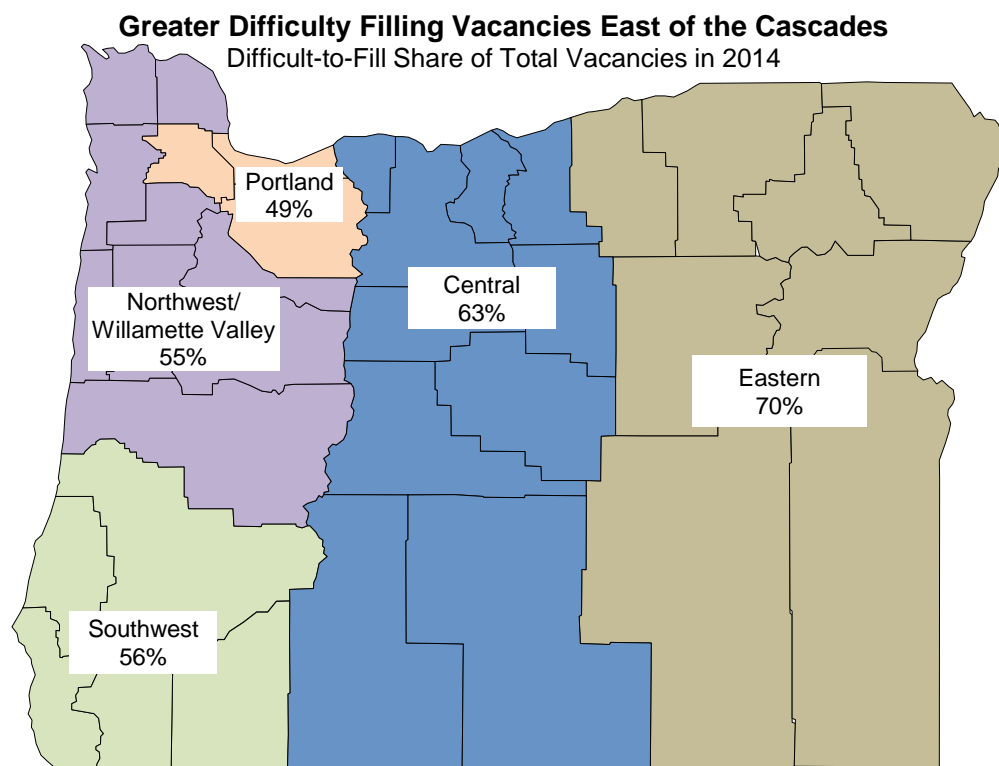 Greater Difficulty Filling Vacancies East of the Cascades
Difficult-to-Fill Share of Total Vacancies in 2014
Portland
49%
Northwest/
Willamette Valley
55%
Central
63%
Eastern
70%
Southwest
56%